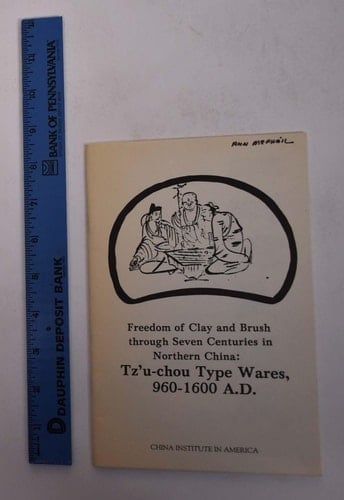 BANK OF PENNSYLVANIA
DAUPHIN DEPOSIT BANK
Freedom of Clay and Brush
through Seven Centuries in
Northern China:
Tz'u-chou Type Wares,
960-1600 A.D.
CHINA INSTITUTE IN AMERICA